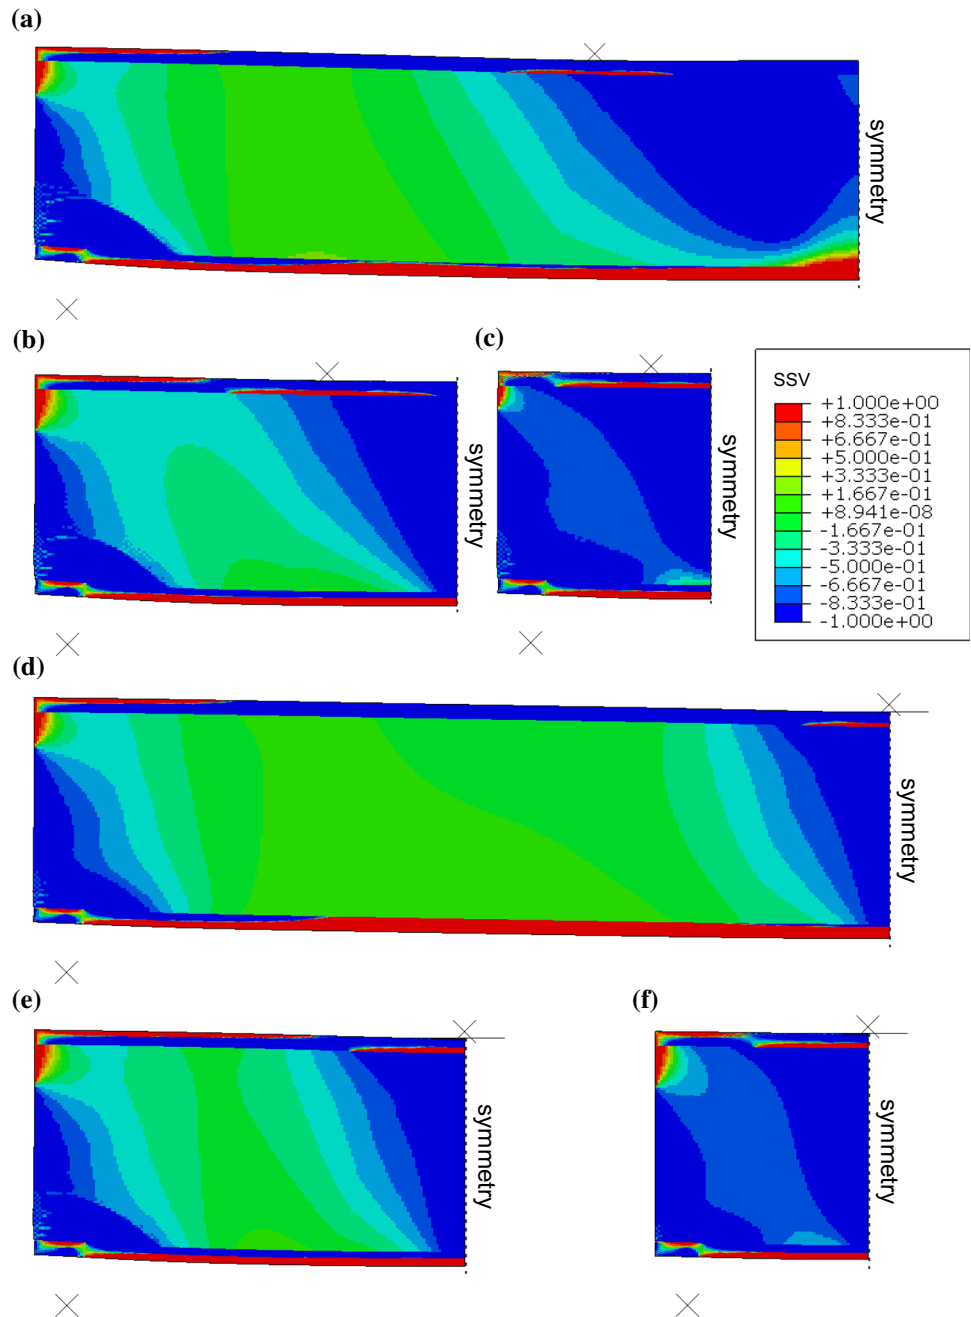 (a)
symmetry
(b)
symmetry
(c)
symmetry
SSV
+1.000e+00
+8.333e-01
+6.667e-01
+5.000e-01
+3.333e-01
+1.667e-01
+8.941e-08
-1.667e-01
-3.333e-01
-5.000e-01
-6.667e-01
-8.333e-01
-1.000e+00
(d)
symmetry
(e)
symmetry
(f)
symmetry